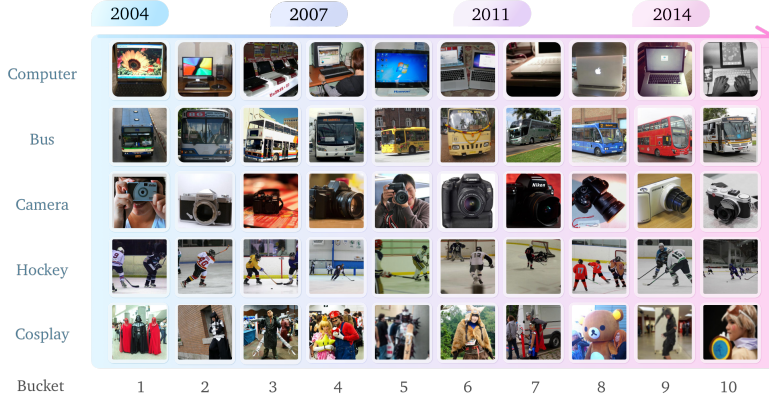 2004 2007 2011 2014
Computer
Bus
Camera
Nikon
Hockey
Cosplay
Bucket 1 2 3 4 5 6 7 8 9 10